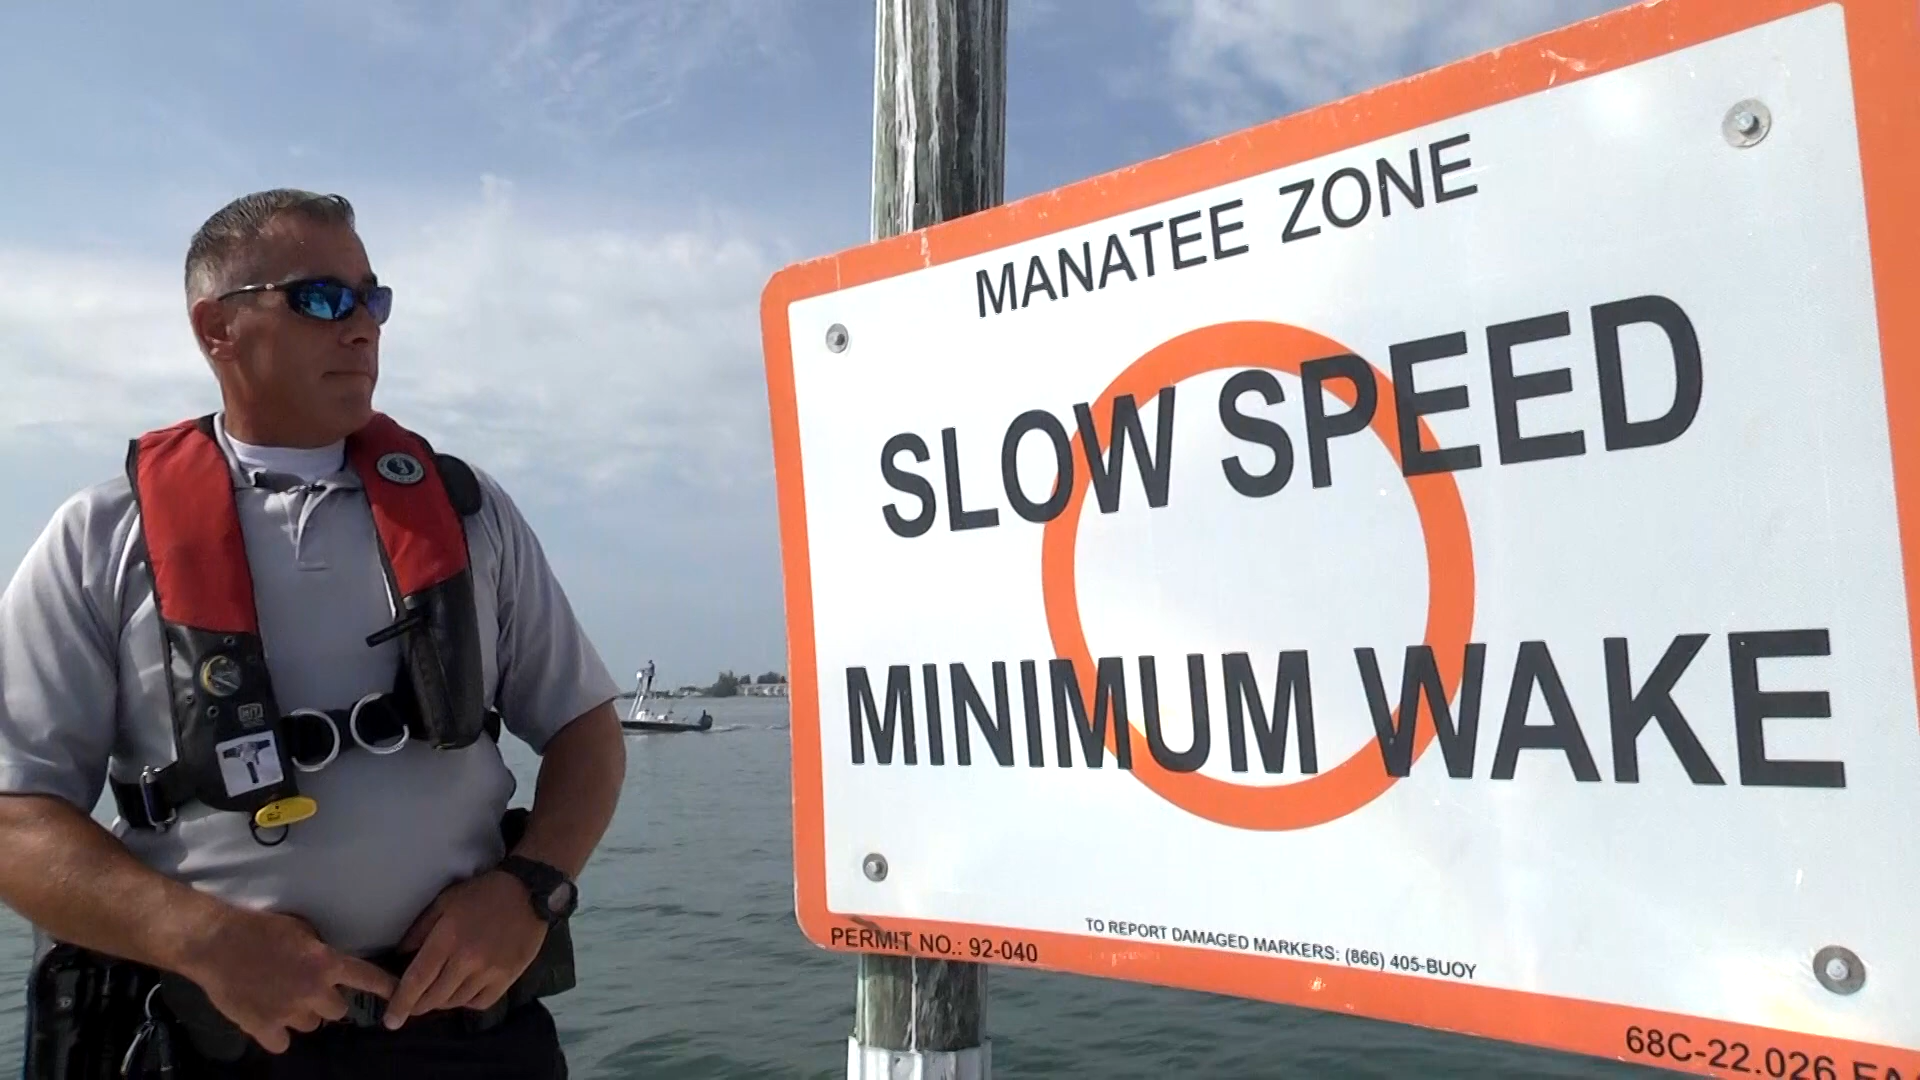 MANATEE ZONE
SLOW SPEED
MINIMUM WAKE
TO REPORT DAMAGED MARKERS: (866) 405-BUOY
PERMIT NO.: 92-040
68C-22.026